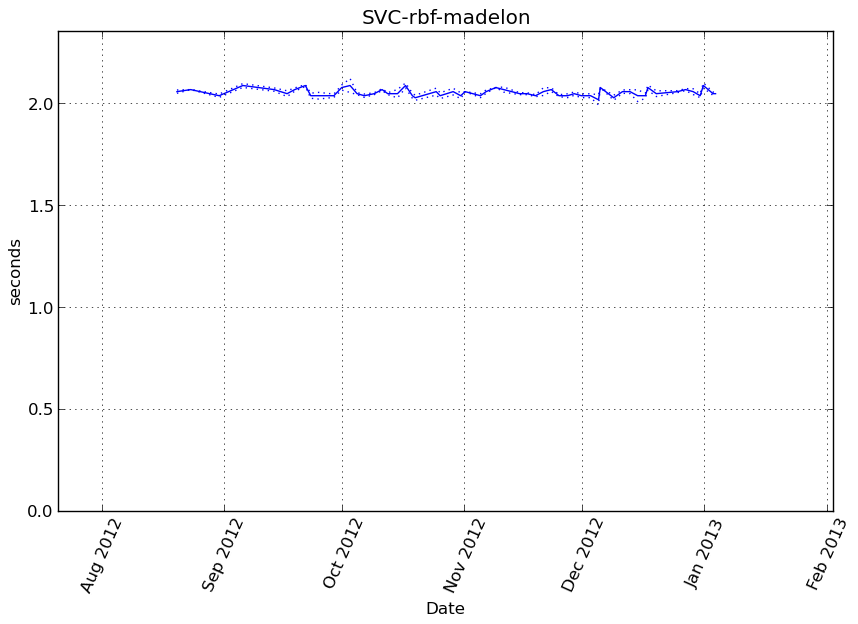 SVC-rbf-madelon
2.0
1.5
1.0
0.5
0.0
seconds
Aug 2012
Sep 2012
Oct 2012
Nov 2012
Dec 2012
Jan 2013
Feb 2013
Date